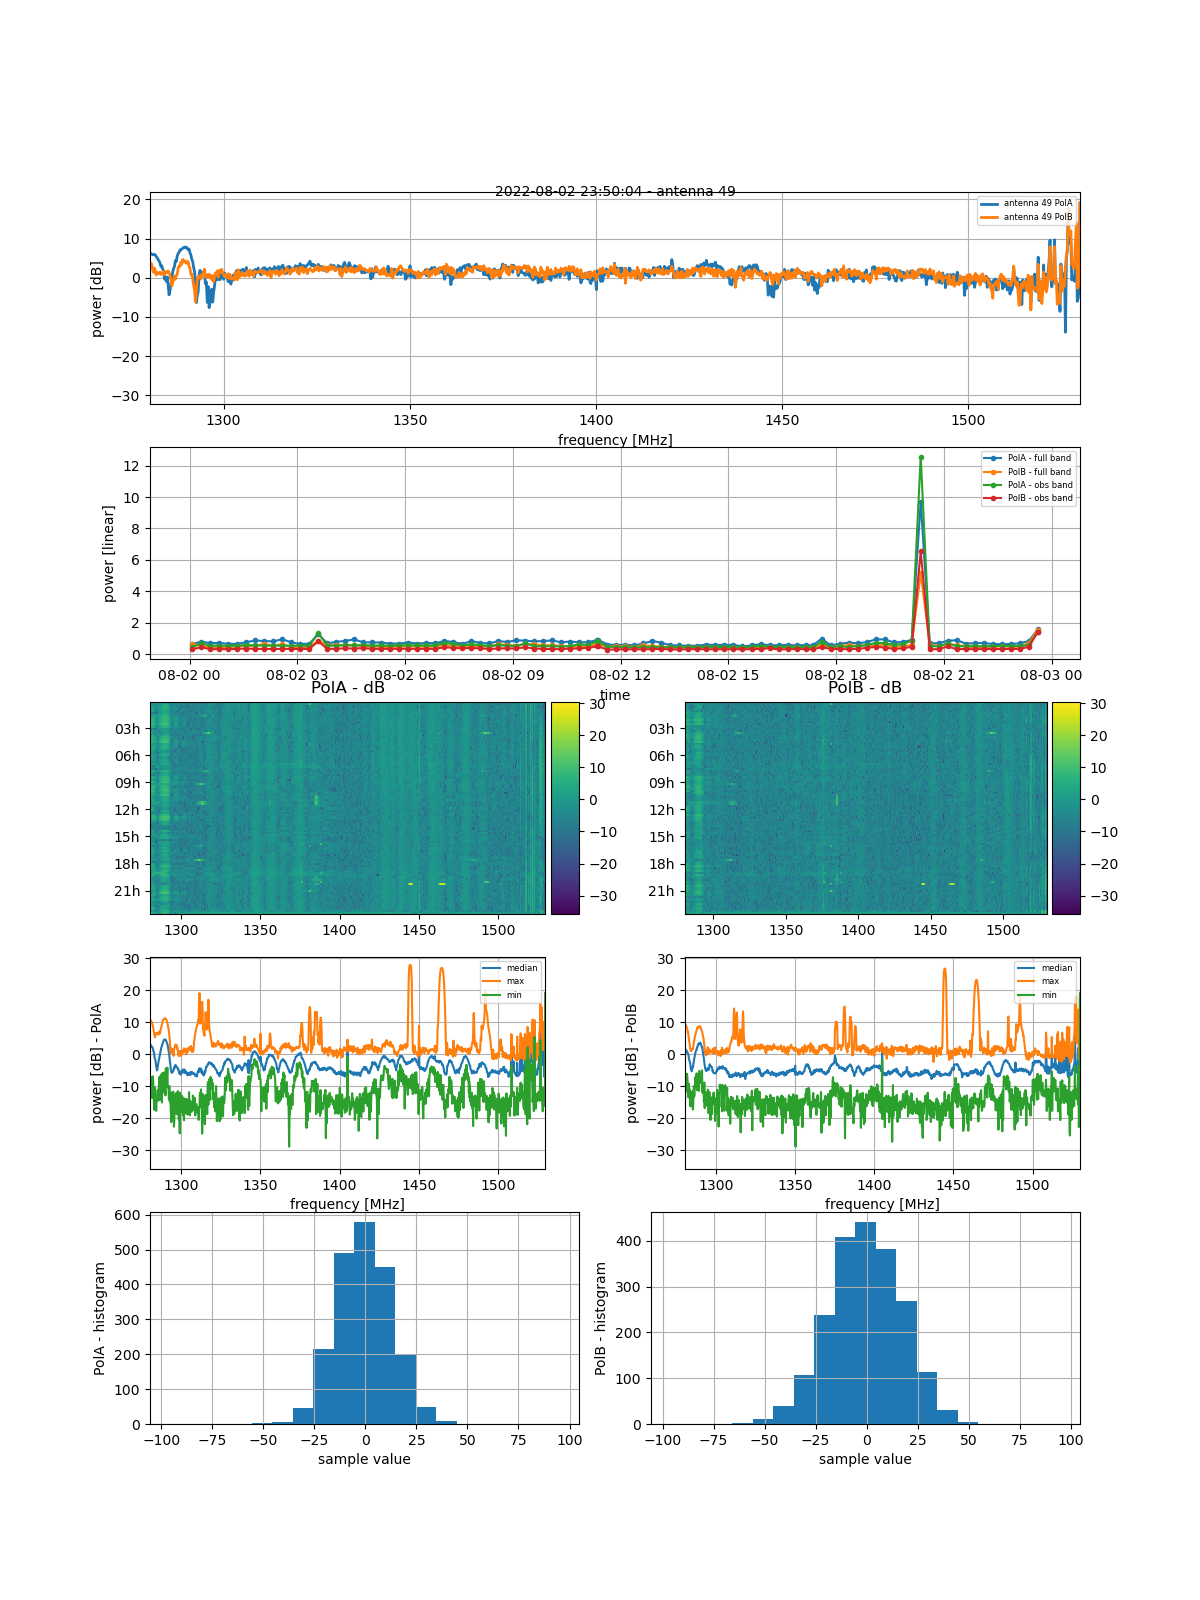 2022-08-02 23:50:04 - antenna 49
power [dB]
20
10
0
−10
−20
−30
antenna 49 PolA
antenna 49 PolB
1300
1350
1400
1450
1500
frequency [MHz]
power [linear]
12
10
8
6
4
2
0
PolA - full band
PolB - full band
PolA - obs band
PolB - obs band
08-02 00
08-02 03
08-02 06
08-02 09
08-02 12
08-02 15
08-02 18
08-02 21
08-03 00
time
PolA - dB
03h
06h
09h
12h
15h
18h
21h
1300
1350
1400
1450
1500
30
20
10
0
−10
−20
−30
PolB - dB
03h
06h
09h
12h
15h
18h
21h
1300
1350
1400
1450
1500
30
20
10
0
−10
−20
−30
power [dB] - PolA
30
20
10
0
−10
−20
−30
median
max
min
1300
1350
1400
1450
1500
frequency [MHz]
power [dB] - PolB
30
20
10
0
−10
−20
−30
median
max
min
1300
1350
1400
1450
1500
frequency [MHz]
PolA - histogram
600
500
400
300
200
100
0
−100
−75
−50
−25
0
25
50
75
100
sample value
PolB - histogram
400
300
200
100
0
−100
−75
−50
−25
0
25
50
75
100
sample value